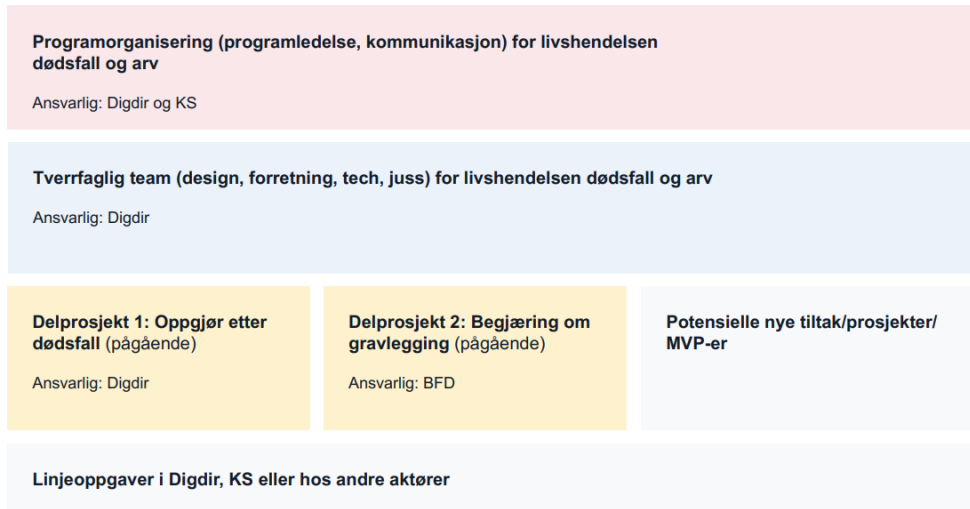 Programorganisering (programledelse, kommunikasjon) for livshendelsen
dødsfall og arv
Ansvarlig: Digdir og KS
Tverrfaglig team (design, forretning, tech, juss) for livshendelsen dødsfall og arv
Ansvarlig: Digdir
Delprosjekt 1: Oppgjør etter
dødsfall (pågående)
Ansvarlig: Digdir
Delprosjekt 2: Begjæring om
gravlegging (pågående)
Ansvarlig: BFD
Potensielle nye tiltak/prosjekter/
MVP-er
Linjeoppgaver i Digdir, KS eller hos andre aktører